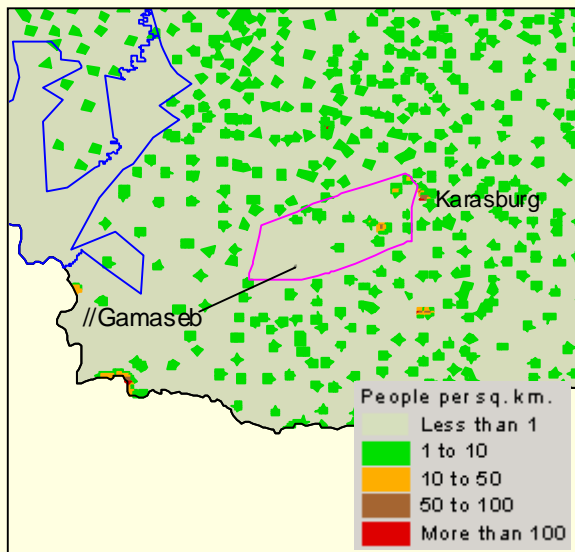 Karasburg
//Gamaseb
People per sq. km.
Less than 1
1 to 10
10 to 50
50 to 100
More than 100